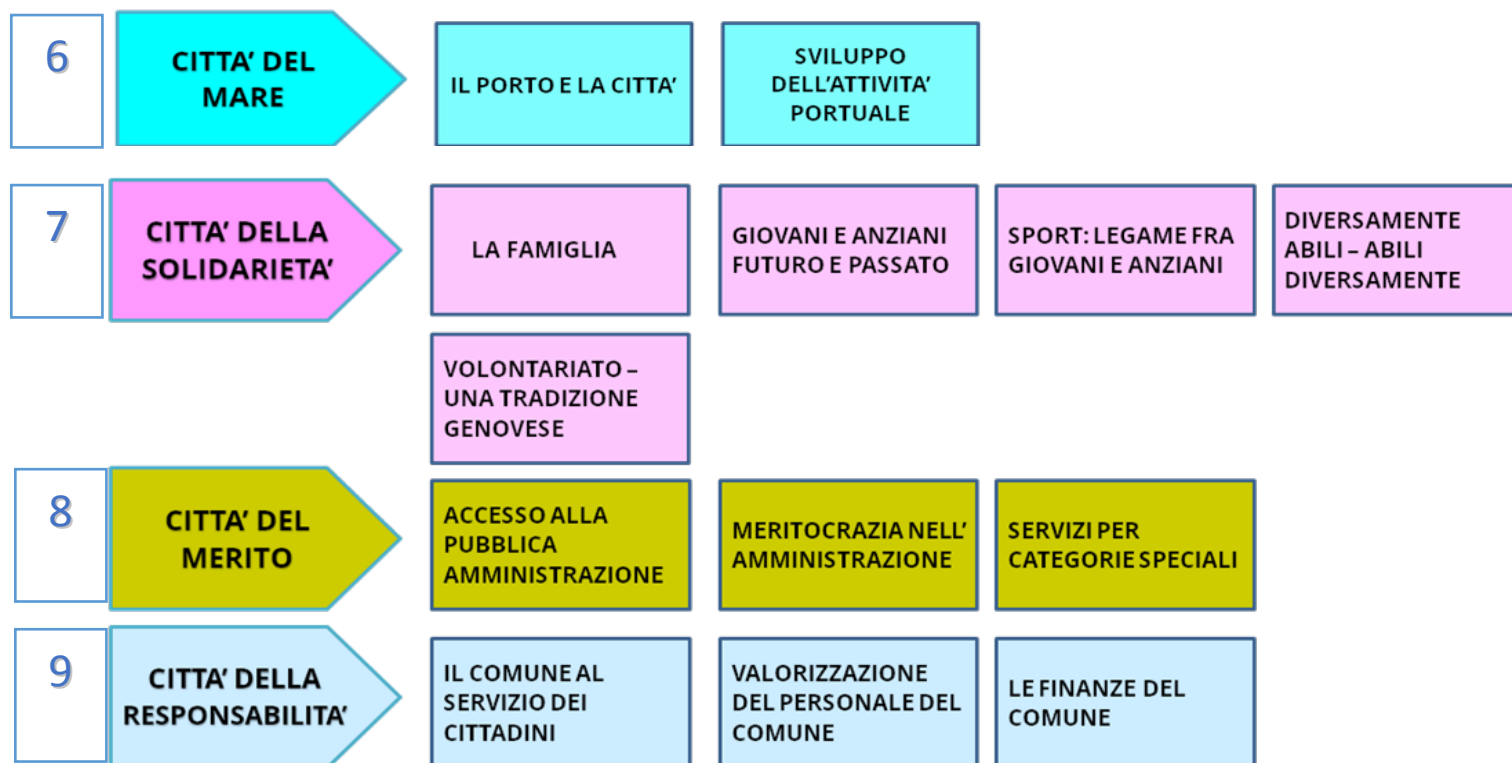 6
CITTA' DEL
MARE
IL PORTO E LA CITTA'
SVILUPPO
DELL'ATTIVITA'
PORTUALE
7
CITTA' DELLA
SOLIDARIETA'
LA FAMIGLIA
GIOVANI E ANZIANI
FUTURO E PASSATO
SPORT: LEGAME FRA
GIOVANI E ANZIANI
DIVERSAMENTE
ABILI – ABILI
DIVERSAMENTE
VOLONTARIATO –
UNA TRADIZIONE
GENOVESE
8
CITTA' DEL
MERITO
ACCESSO ALLA
PUBBLICA
AMMINISTRAZIONE
MERITOCRAZIA NELL'
AMMINISTRAZIONE
SERVIZI PER
CATEGORIE SPECIALI
9
CITTA' DELLA
RESPONSABILITA'
IL COMUNE AL
SERVIZIO DEI
CITTADINI
VALORIZZAZIONE
DEL PERSONALE DEL
COMUNE
LE FINANZE DEL
COMUNE